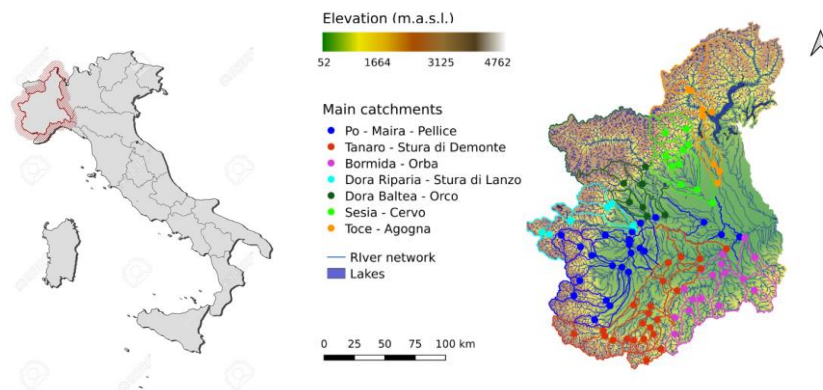 Elevation (m.a.s.l.)
52 1664 3125 4762
Main catchments
Po - Maira - Pellice
Tanaro - Stura di Demonte
Bormida - Orba
Dora Riparia - Stura di Lanzo
Dora Baltea - Orco
Sesia - Cervo
Toce - Agogna
RIver network
Lakes
0 25 50 75 100 km